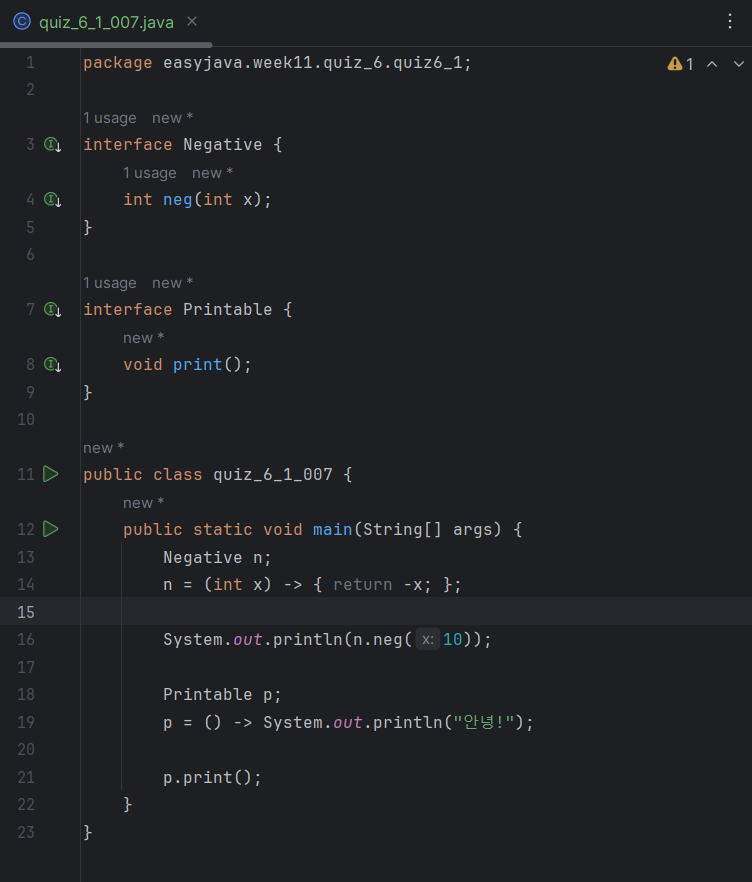 quiz_6_1_007.java
1 package easyjava.week11.quiz_6.quiz6_1;
1
2
1 usage new *
3 interface Negative {
1 usage new *
4 int neg(int x);
5 }
6
1 usage new *
7 interface Printable {
new *
8 void print();
9 }
10
new *
11 public class quiz_6_1_007 {
new *
12 public static void main(String[] args) {
13 Negative n;
14 n = (int x) -> { return -x; };
15
16 System.out.println(n.neg( x: 10));
17
18 Printable p;
19 p = () -> System.out.println("안녕!");
20
21 p.print();
22 }
23 }